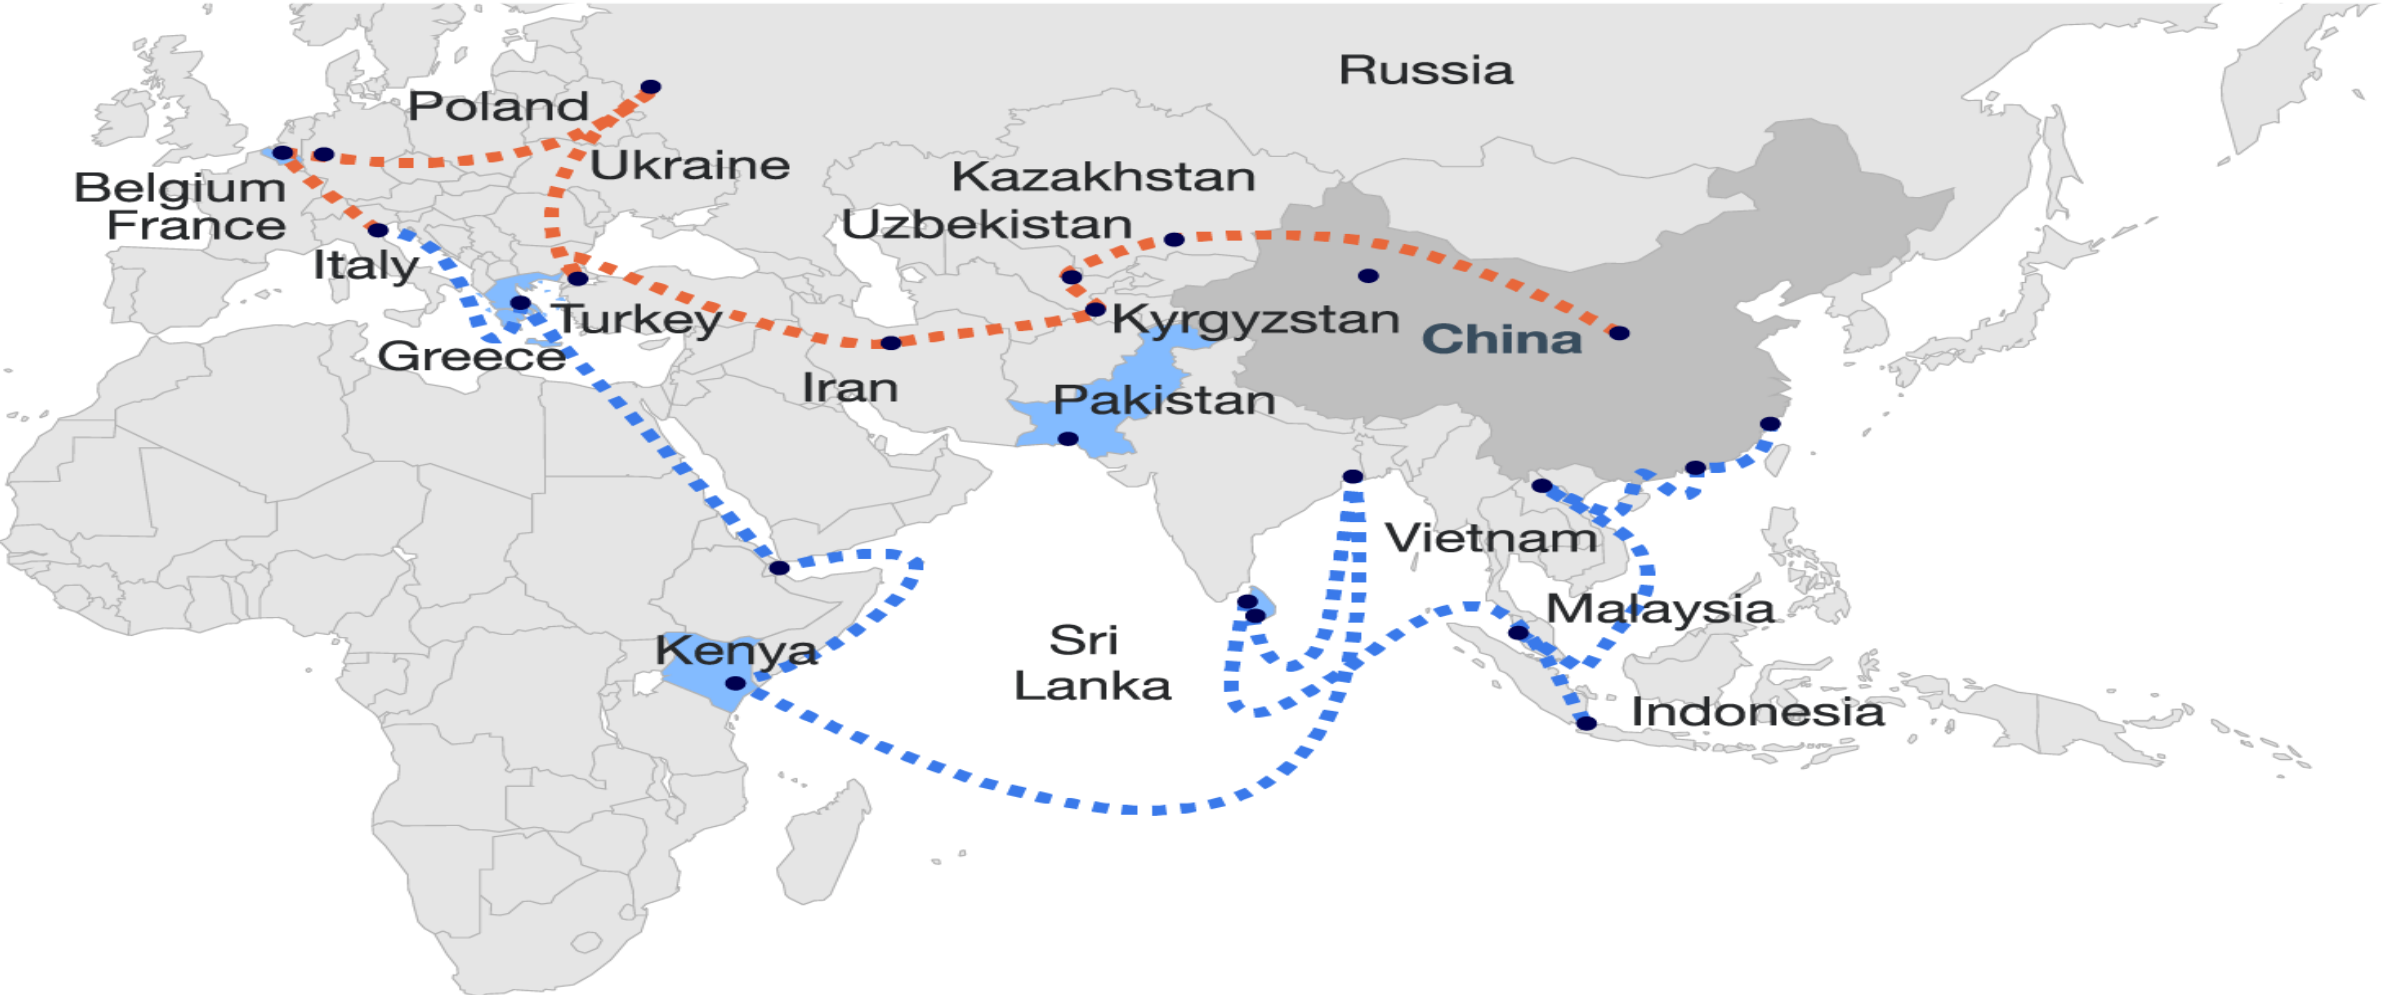 Russia
Poland
Ukraine
Kazakhstan
Belgium
France
Uzbekistan
Italy
Turkey
Kyrgyzstan
China
Greece
Iran
Pakistan
Vietnam
Malaysia
Sri
Lanka
Kenya
Indonesia